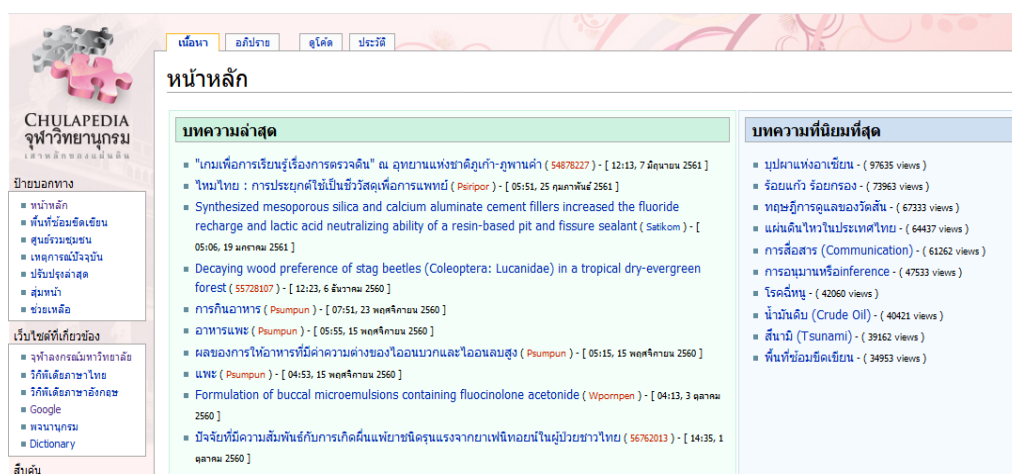 CHULAPEDIA
จุฬาวิทยานุกรม
เสาหลักของแผ่นดิน
ป้ายบอกทาง
หน้าหลัก
พื้นที่ซ้อมขีดเขียน
ศูนย์รวมชุมชน
เหตุการณ์ปัจจุบัน
ปรับปรุงล่าสุด
สุ่มหน้า
ช่วยเหลือ
เว็บไซต์ที่เกี่ยวข้อง
จุฬาลงกรณ์มหาวิทยาลัย
วิกิพีเดียภาษาไทย
วิกิพีเดียภาษาอังกฤษ
Google
พจนานุกรม
Dictionary
สืบค้น
เนื้อหา
อภิปราย
ดูโค้ด
ประวัติ
หน้าหลัก
บทความล่าสุด
"เกมเพื่อการเรียนรู้เรื่องการตรวจดิน" ณ อุทยานแห่งชาติภูเก้า-ภูพานคำ ( 54878227 ) - [ 12:13, 7 มิถุนายน 2561 ]
ไหมไทย : การประยุกต์ใช้เป็นชีวัสดุเพื่อการแพทย์ ( Psiripor ) - [ 05:51, 25 กุมภาพันธ์ 2561 ]
Synthesized mesoporous silica and calcium aluminate cement fillers increased the fluoride
recharge and lactic acid neutralizing ability of a resin-based pit and fissure sealant ( Satikom ) - [
05:06, 19 มกราคม 2561 ]
Decaying wood preference of stag beetles (Coleoptera: Lucanidae) in a tropical dry-evergreen
forest ( 55728107 ) - [ 12:23, 6 ธันวาคม 2560 ]
การกินอาหาร ( Psumpun ) - [ 07:51, 23 พฤศจิกายน 2560 ]
อาหารแพะ ( Psumpun ) - [ 05:55, 15 พฤศจิกายน 2560 ]
ผลของการให้อาหารที่มีค่าความต่างของไอออนบวกและไอออนลบสูง ( Psumpun ) - [ 05:15, 15 พฤศจิกายน 2560 ]
แพะ ( Psumpun ) - [ 04:53, 15 พฤศจิกายน 2560 ]
Formulation of buccal microemulsions containing fluocinolone acetonide ( Wpornpen ) - [ 04:13, 3 ตุลาคม
2560 ]
ปัจจัยที่มีความสัมพันธ์กับการเกิดผื่นแพ้ยาชนิดรุนแรงจากยาเฟนิทอยน์ในผู้ป่วยชาวไทย ( 56762013 ) - [ 14:35, 1
ตุลาคม 2560 ]
บทความที่นิยมที่สุด
บุปผาแห่งอาเซียน - ( 97635 views )
ร้อยแก้ว ร้อยกรอง - ( 73963 views )
ทฤษฎีการดูแลของวัตสัน - ( 67333 views )
แผ่นดินไหวในประเทศไทย - ( 64437 views )
การสื่อสาร (Communication) - ( 61262 views )
การอนุมานหรือinference - ( 47533 views )
โรคฉี่หนู - ( 42060 views )
น้ำมันดิบ (Crude Oil) - ( 40421 views )
สึนามิ (Tsunami) - ( 39162 views )
พื้นที่ซ้อมขีดเขียน - ( 34953 views )